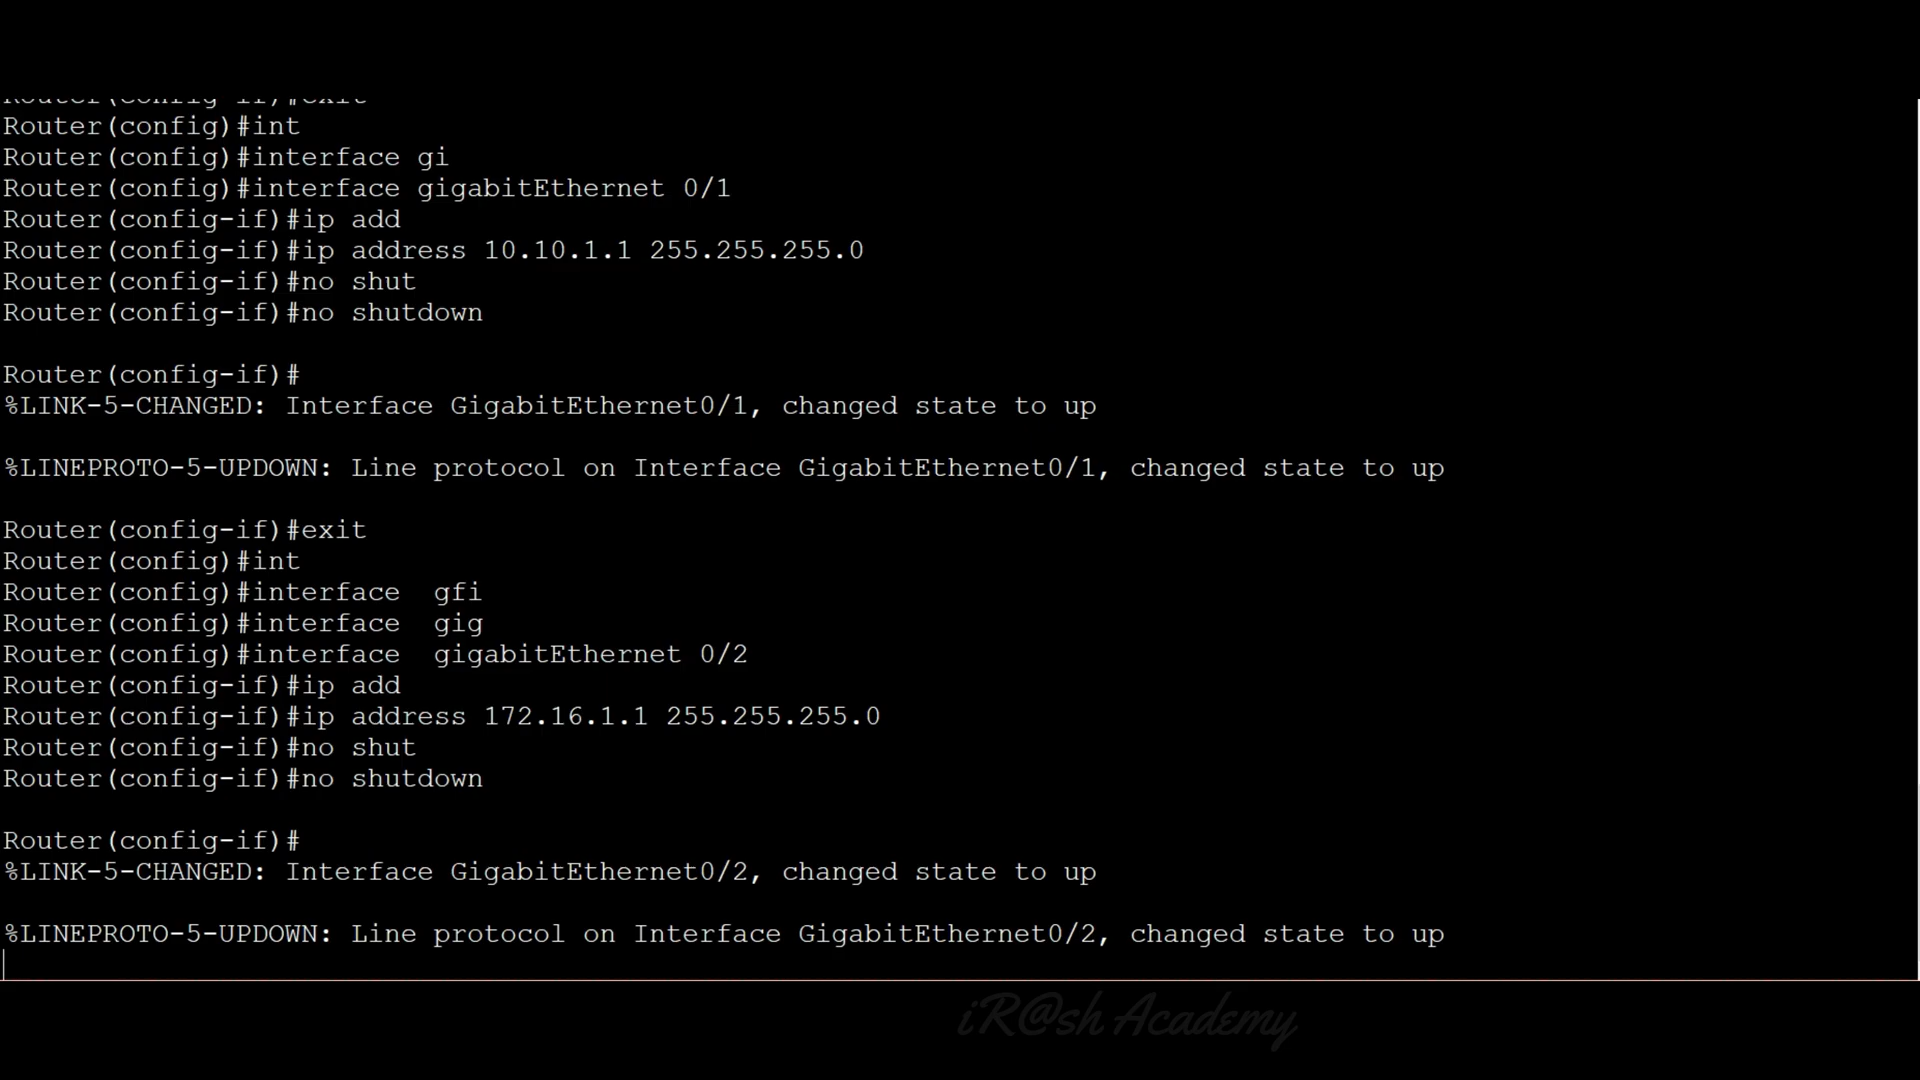 Router(config-if)#exit
Router(config)#int
Router(config)#interface gi
Router(config)#interface gigabitEthernet 0/1
Router(config-if)#ip add
Router(config-if)#ip address 10.10.1.1 255.255.255.0
Router(config-if)#no shut
Router(config-if)#no shutdown
Router(config-if)#
%LINK-5-CHANGED: Interface GigabitEthernet0/1, changed state to up
%LINEPROTO-5-UPDOWN: Line protocol on Interface GigabitEthernet0/1, changed state to up
Router(config-if)#exit
Router(config)#int
Router(config)#interface  gfi
Router(config)#interface  gig
Router(config)#interface  gigabitEthernet 0/2
Router(config-if)#ip add
Router(config-if)#ip address 172.16.1.1 255.255.255.0
Router(config-if)#no shut
Router(config-if)#no shutdown
Router(config-if)#
%LINK-5-CHANGED: Interface GigabitEthernet0/2, changed state to up
%LINEPROTO-5-UPDOWN: Line protocol on Interface GigabitEthernet0/2, changed state to up
iR@sh Academy